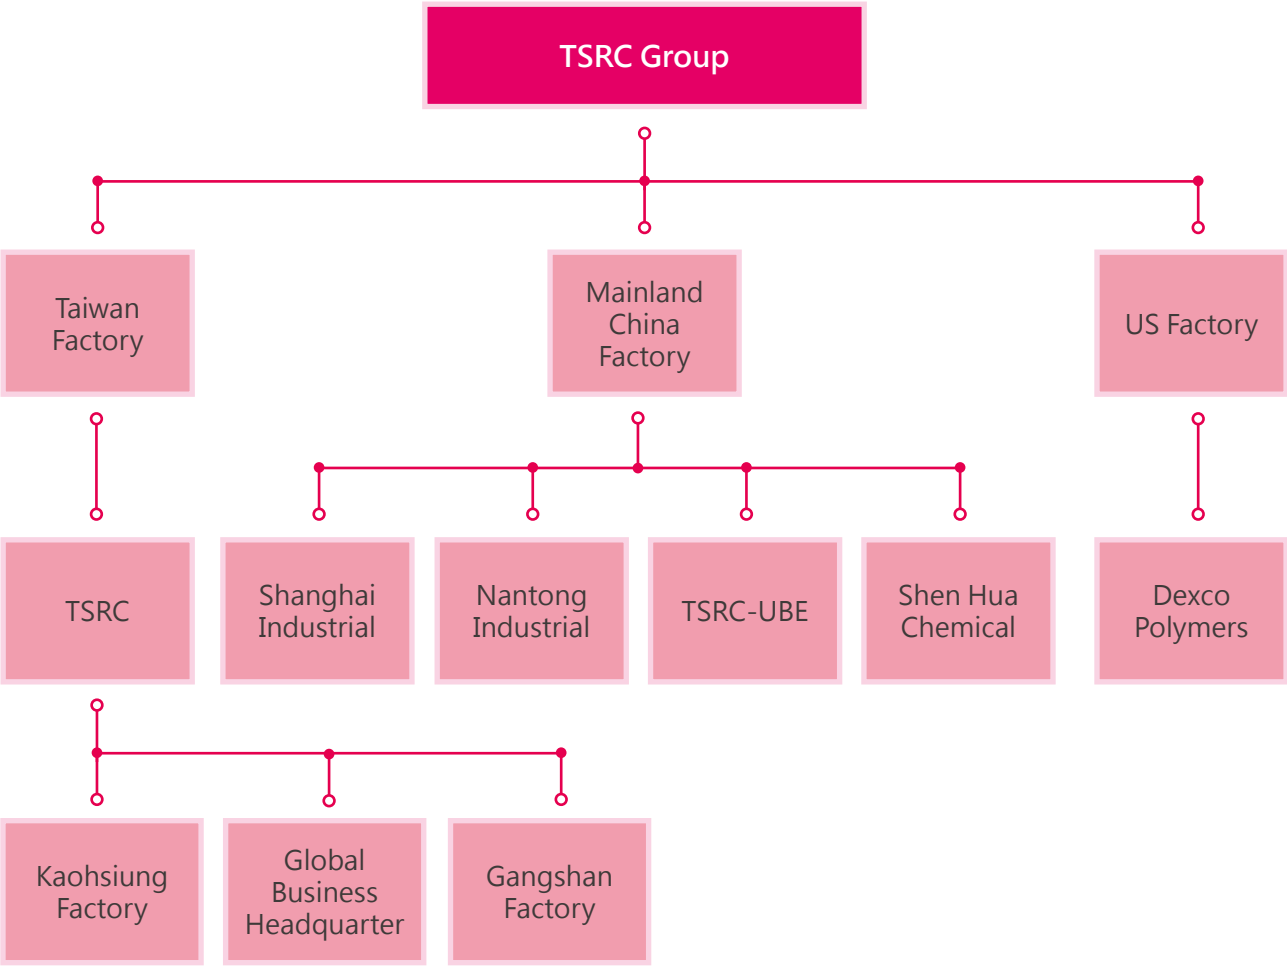 TSRC Group
Taiwan
Factory
Mainland
China
Factory
US Factory
TSRC
Shanghai
Industrial
Nantong
Industrial
TSRC-UBE
Shen Hua
Chemical
Dexco
Polymers
Kaohsiung
Factory
Global
Business
Headquarter
Gangshan
Factory